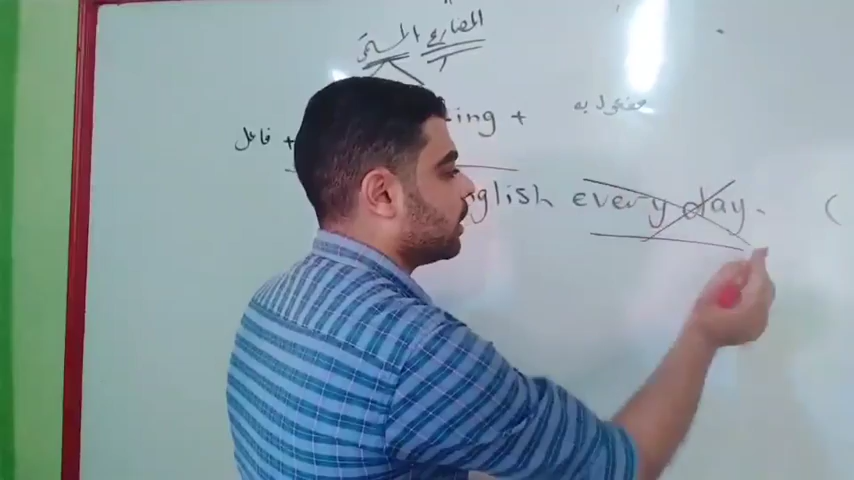 المضارع المستمر
فاعل + ing + مفعول به
glish every day. (